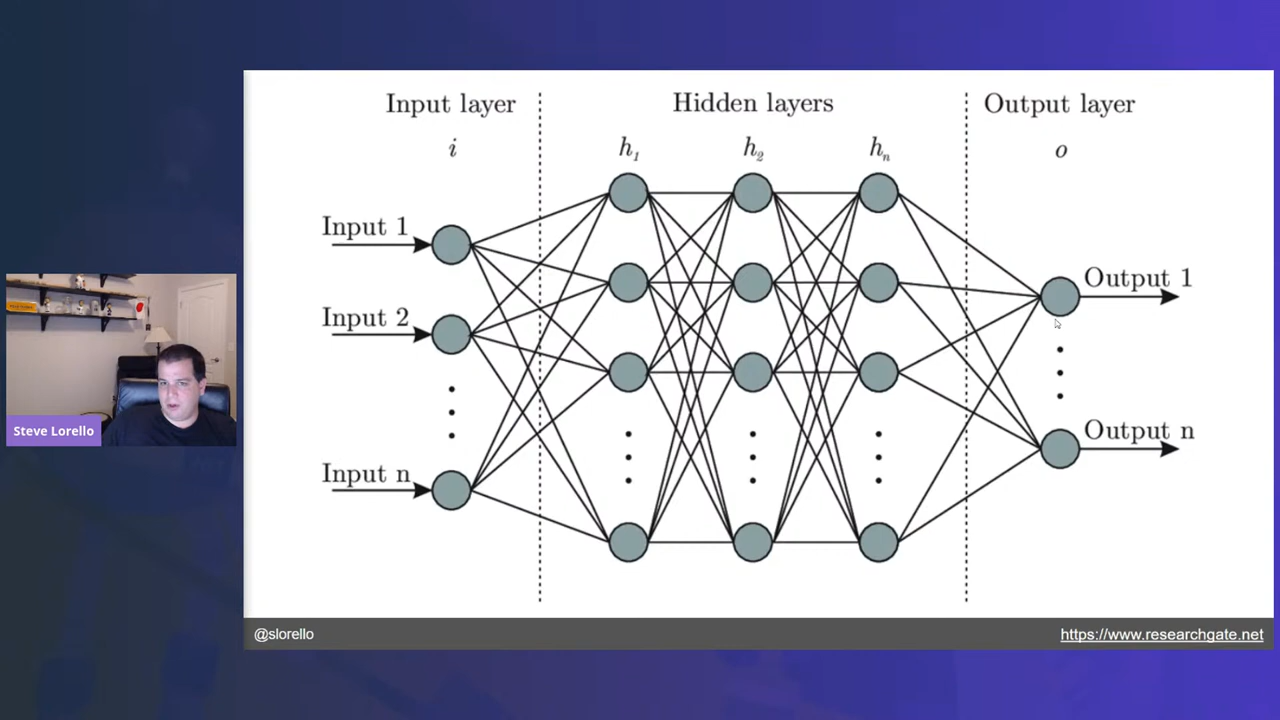 Input layer
Hidden layers
Output layer
i
h₁
h₂
hₙ
o
Input 1
Input 2
Input n
Output 1
Output n
Steve Lorello
@slorello
https://www.researchgate.net